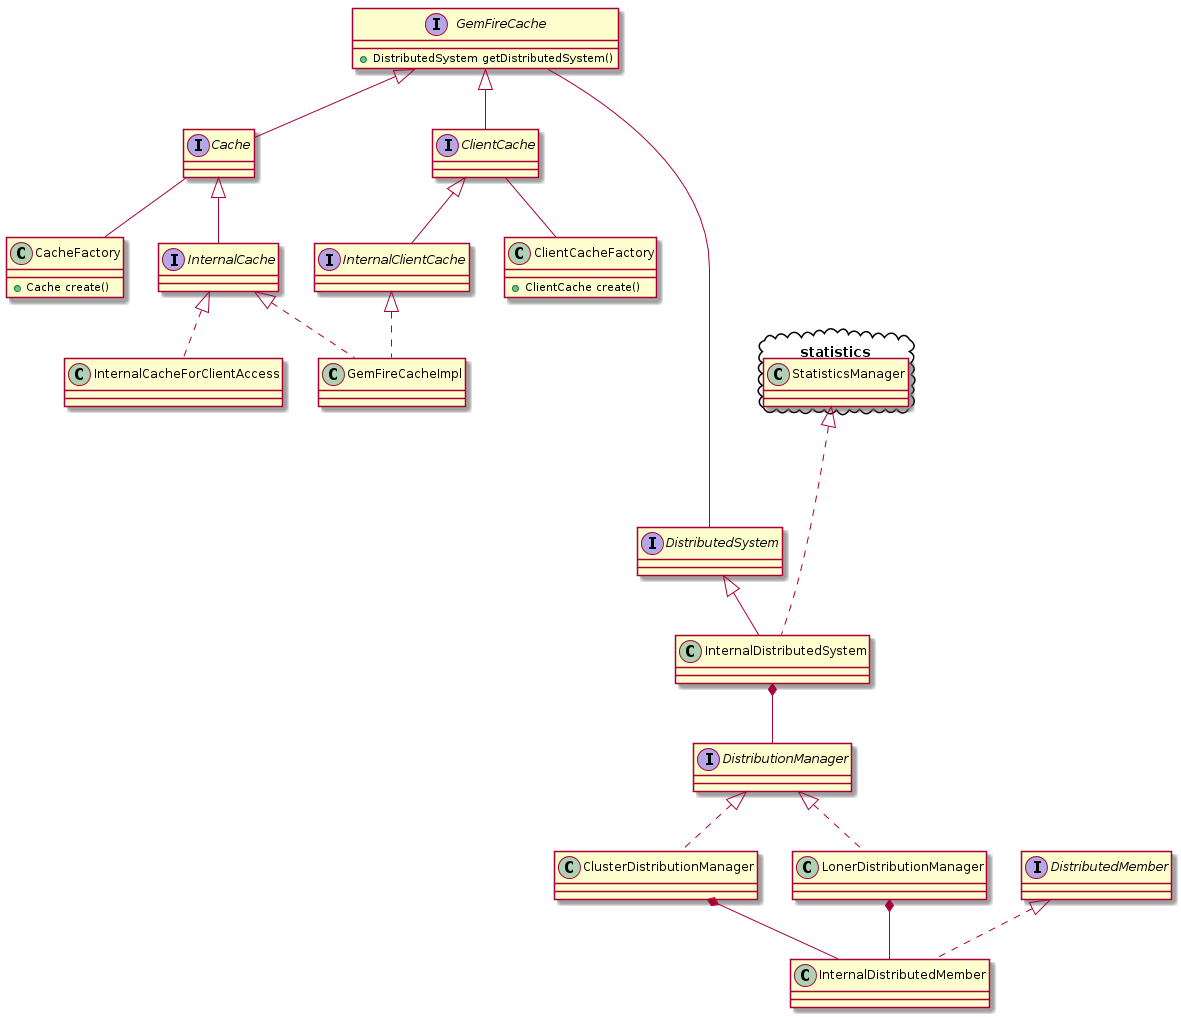 I GemFireCache
DistributedSystem getDistributedSystem()
I Cache
I ClientCache
C CacheFactory
Cache create()
I InternalCache
I InternalClientCache
C ClientCacheFactory
ClientCache create()
statistics
C InternalCacheForClientAccess
C GemFireCacheImpl
C StatisticsManager
I DistributedSystem
C InternalDistributedSystem
I DistributionManager
C ClusterDistributionManager
C LonerDistributionManager
I DistributedMember
C InternalDistributedMember